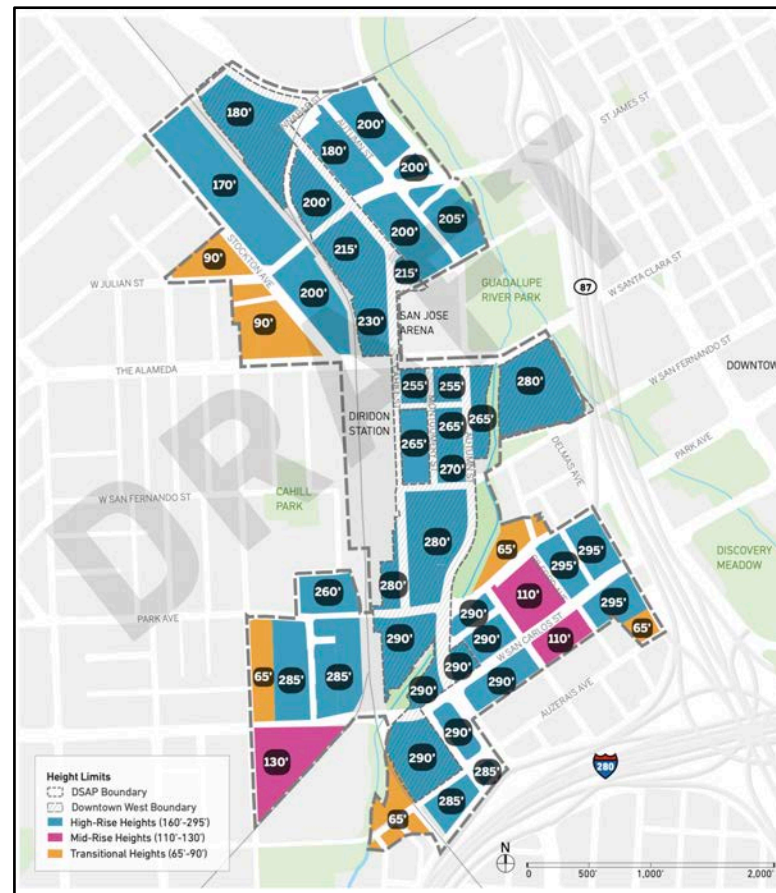 180'
200'
180'
200'
170'
200'
215'
200'
205'
215'
90'
90'
200'
230'
ST JAMES ST
AUTUMN ST
STOCKTON AVE
W JULIAN ST
THE ALAMEDA
SAN JOSE
ARENA
GUADALUPE
RIVER PARK
87
W SANTA CLARA ST
W SAN FERNANDO ST
DOWNTOW
PARK AVE
DIRIDON
STATION
255'
255'
265'
280'
265'
265'
270'
DELMAS AVE
CAHILL
PARK
W SAN FERNANDO ST
DISCOVERY
MEADOW
280'
280'
65'
295'
295'
110'
295'
65'
110'
260'
PARK AVE
290'
290'
290'
290'
290'
290'
W SAN CARLOS ST
65'
285'
285'
AUZERAIS AVE
290'
290'
285'
285'
130'
65'
280
DRAFT
Height Limits
DSAP Boundary
Downtown West Boundary
High-Rise Heights (160'-295')
Mid-Rise Heights (110'-130')
Transitional Heights (65'-90')
N
0 500' 1,000' 2,000'